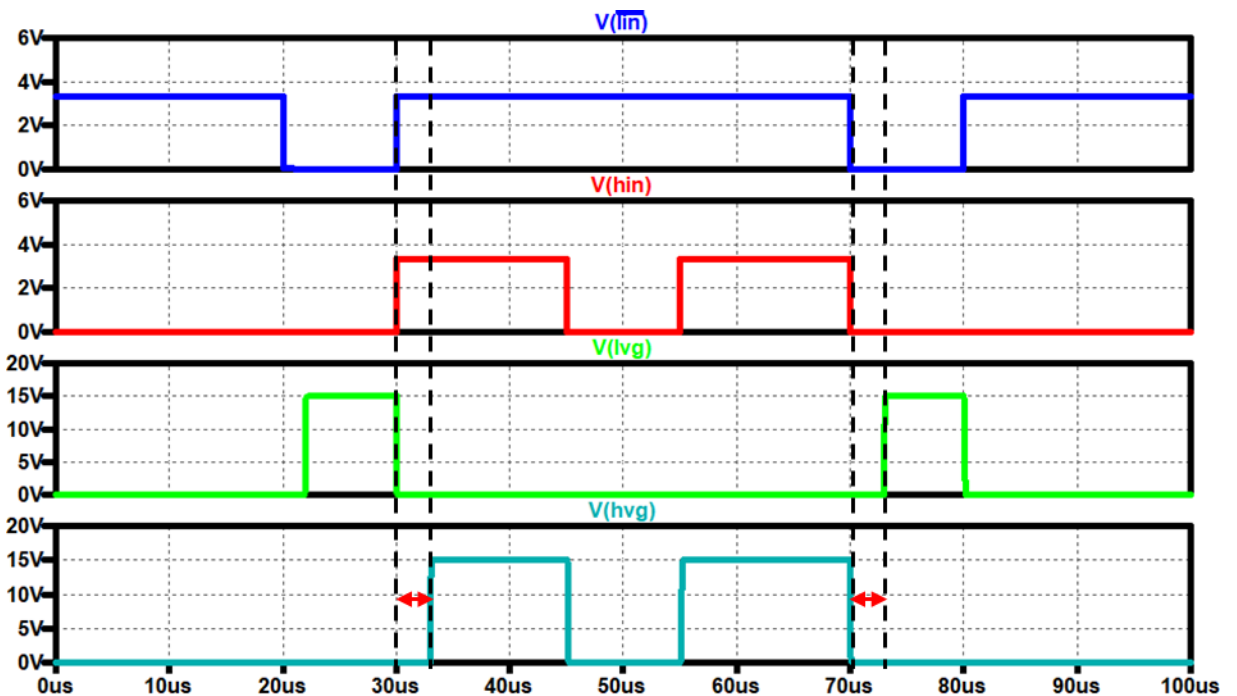 V(l̅i̅n̅)
6V
4V
2V
0V
V(hin)
6V
4V
2V
0V
V(lvg)
20V
15V
10V
5V
0V
V(hvg)
20V
15V
10V
5V
0V
0us 10us 20us 30us 40us 50us 60us 70us 80us 90us 100us